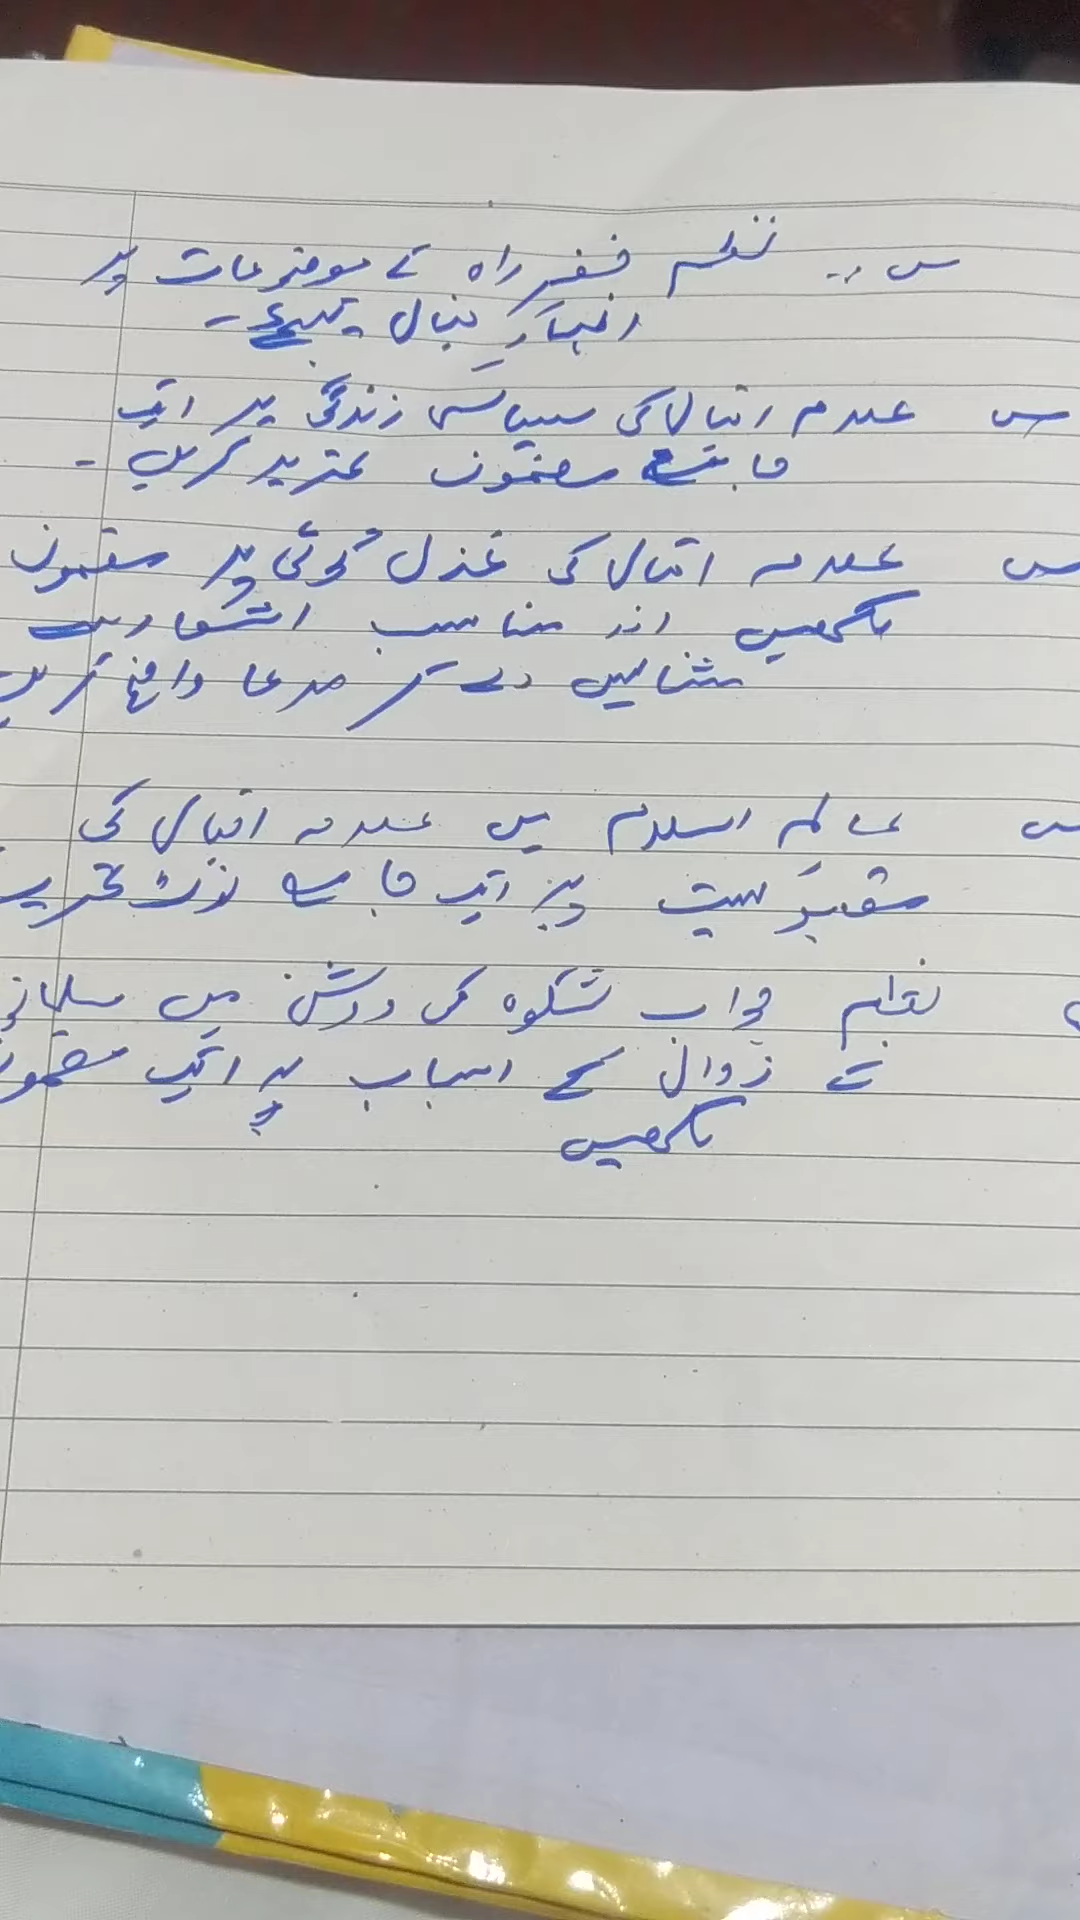 س :۔ نظم خضر راہ کے موضوعات پر
اظہار خیال کیجئے ۔
س علامہ اقبال کی سیاسی زندگی پر ایک
جامع مضمون تحریر کریں ۔
س علامہ اقبال کی غزل گوئی پر مضمون
لکھیں اور مناسب اشعار سے
مثالیں دے کر مدعا واضح کریں
س عالم اسلام میں علامہ اقبال کی
مقبولیت پر ایک جامع نوٹ تحریر
نظم جواب شکوہ کی روشنی میں
کے زوال کے اسباب پر ایک مضمون
لکھیں